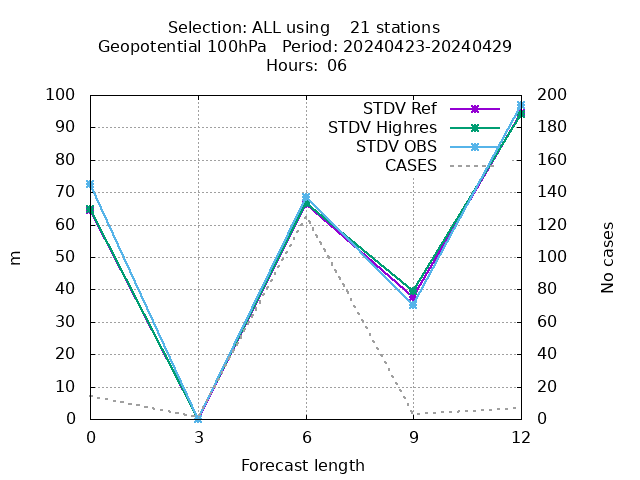 Selection: ALL using    21 stations
Geopotential 100hPa   Period: 20240423-20240429
Hours: 06
STDV Ref
STDV Highres
STDV OBS
CASES
100
90
80
70
60
50
40
30
20
10
0
m
200
180
160
140
120
100
80
60
40
20
0
No cases
0 3 6 9 12
Forecast length